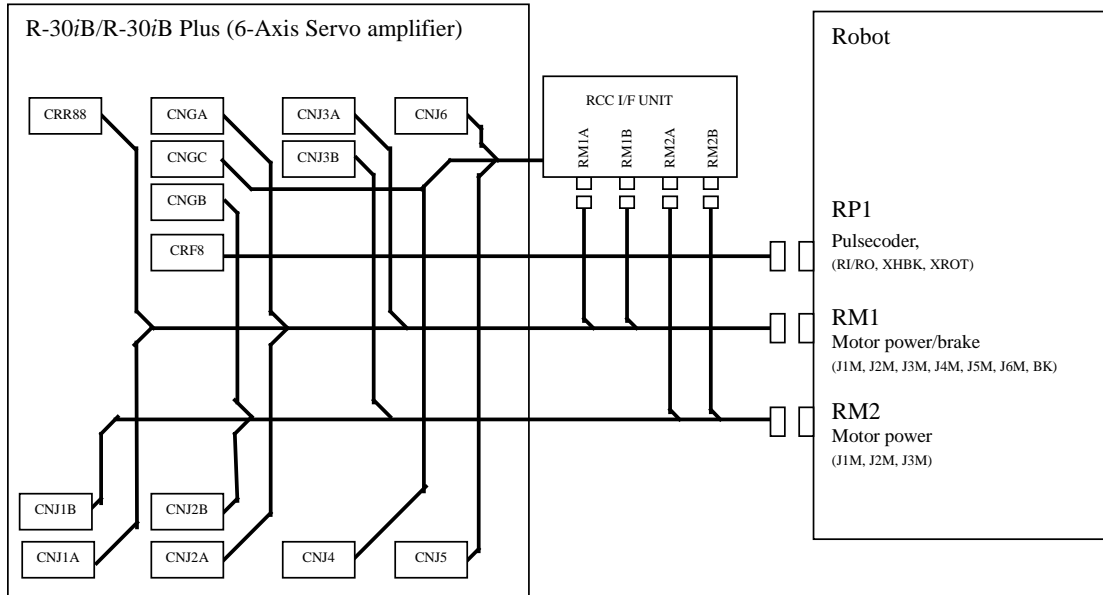 R-30iB/R-30iB Plus (6-Axis Servo amplifier)
CRR88
CNGA
CNJ3A
CNJ6
CNGC
CNJ3B
CNGB
CRF8
CNJ1B
CNJ2B
CNJ1A
CNJ2A
CNJ4
CNJ5
RCC I/F UNIT
RM1A
RM1B
RM2A
RM2B
Robot
RP1
Pulsecoder,
(RI/RO, XHBK, XROT)
RM1
Motor power/brake
(J1M, J2M, J3M, J4M, J5M, J6M, BK)
RM2
Motor power
(J1M, J2M, J3M)